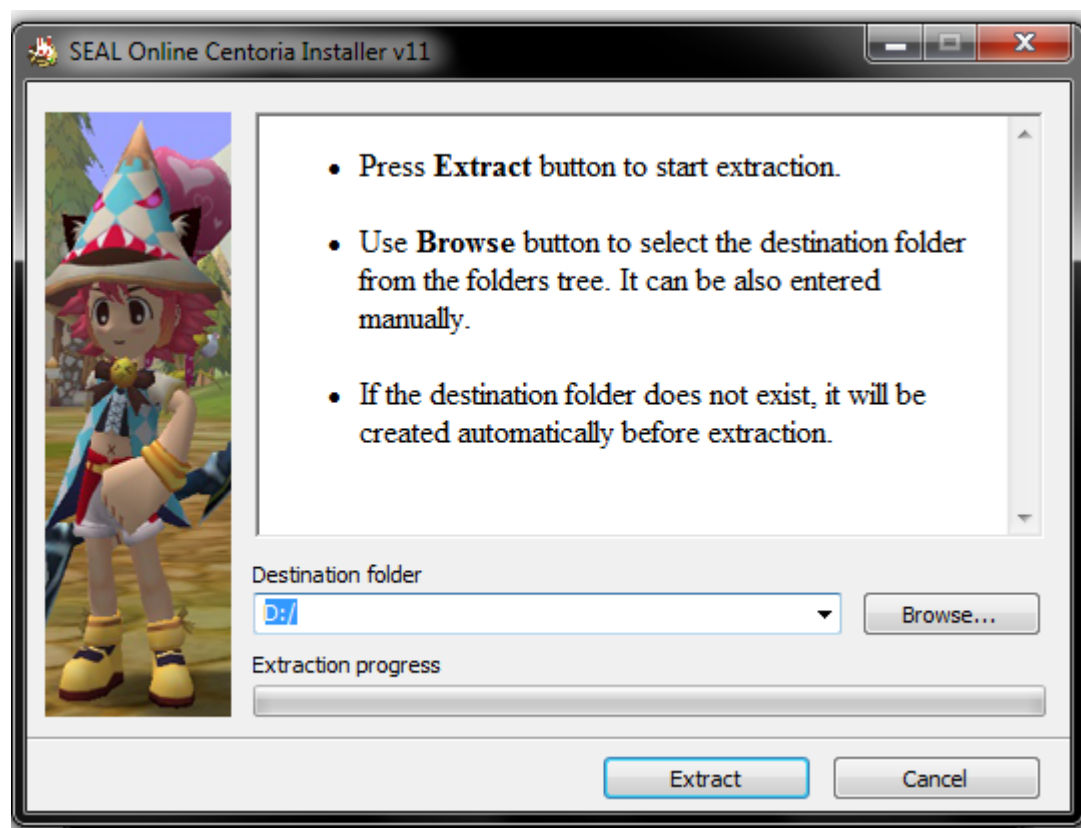 SEAL Online Centoria Installer v11
• Press Extract button to start extraction.
• Use Browse button to select the destination folder
from the folders tree. It can be also entered
manually.
• If the destination folder does not exist, it will be
created automatically before extraction.
Destination folder
D:/
Browse...
Extraction progress
Extract
Cancel